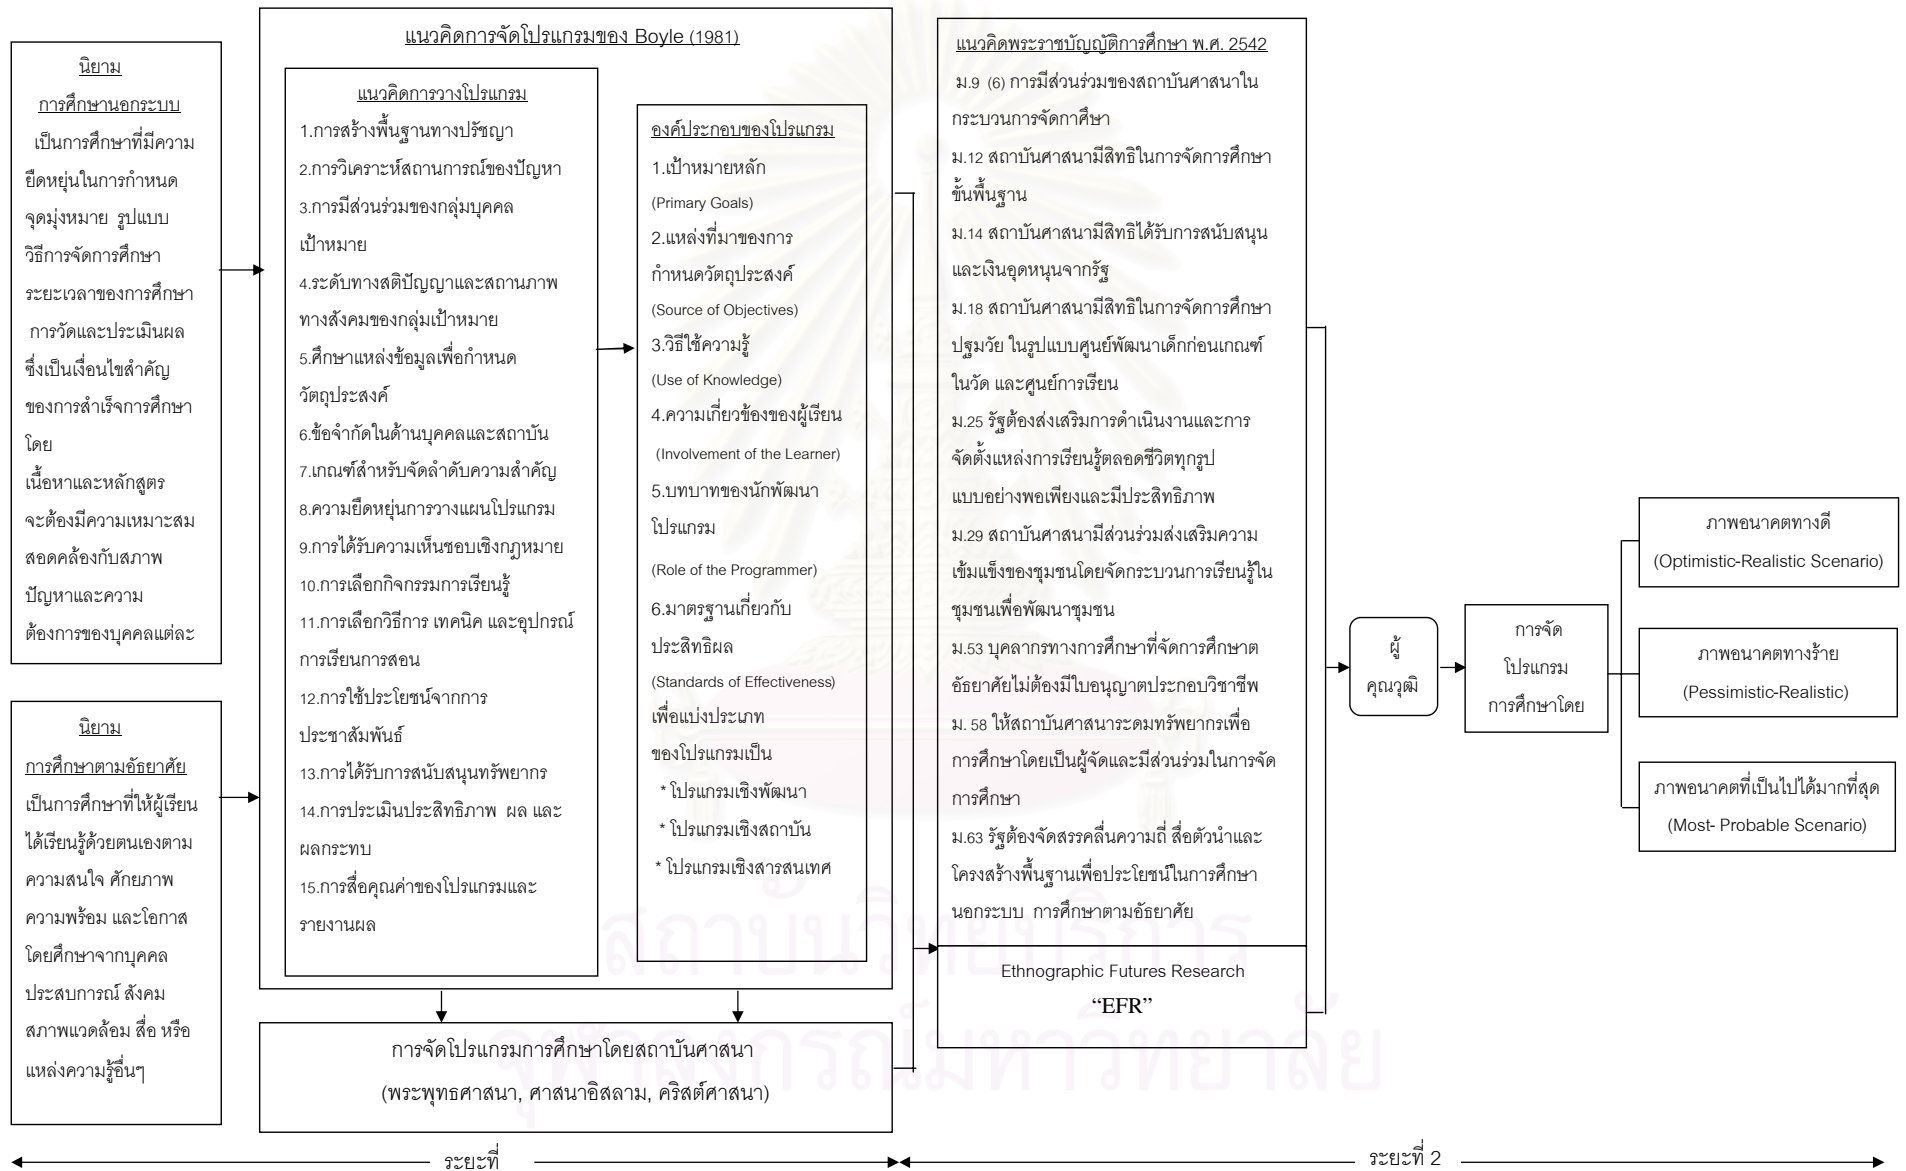 นิยาม
การศึกษานอกระบบ
เป็นการศึกษาที่มีความ
ยืดหยุ่นในการกำหนด
จุดมุ่งหมาย รูปแบบ
วิธีการจัดการศึกษา
ระยะเวลาของการศึกษา
การวัดและประเมินผล
ซึ่งเป็นเงื่อนไขสำคัญ
ของการสำเร็จการศึกษา
โดย
เนื้อหาและหลักสูตร
จะต้องมีความเหมาะสม
สอดคล้องกับสภาพ
ปัญหาและความ
ต้องการของบุคคลแต่ละ
นิยาม
การศึกษาตามอัธยาศัย
เป็นการศึกษาที่ให้ผู้เรียน
ได้เรียนรู้ด้วยตนเองตาม
ความสนใจ ศักยภาพ
ความพร้อม และโอกาส
โดยศึกษาจากบุคคล
ประสบการณ์ สังคม
สภาพแวดล้อม สื่อ หรือ
แหล่งความรู้อื่นๆ
แนวคิดการจัดโปรแกรมของ Boyle (1981)
แนวคิดการวางโปรแกรม
1.การสร้างพื้นฐานทางปรัชญา
2.การวิเคราะห์สถานการณ์ของปัญหา
3.การมีส่วนร่วมของกลุ่มบุคคล
เป้าหมาย
4.ระดับทางสติปัญญาและสถานภาพ
ทางสังคมของกลุ่มเป้าหมาย
5.ศึกษาแหล่งข้อมูลเพื่อกำหนด
วัตถุประสงค์
6.ข้อจำกัดในด้านบุคคลและสถาบัน
7.เกณฑ์สำหรับจัดลำดับความสำคัญ
8.ความยืดหยุ่นการวางแผนโปรแกรม
9.การได้รับความเห็นชอบเชิงกฎหมาย
10.การเลือกกิจกรรมการเรียนรู้
11.การเลือกวิธีการ เทคนิค และอุปกรณ์
การเรียนการสอน
12.การใช้ประโยชน์จากการ
ประชาสัมพันธ์
13.การได้รับการสนับสนุนทรัพยากร
14.การประเมินประสิทธิภาพ ผล และ
ผลกระทบ
15.การสื่อคุณค่าของโปรแกรมและ
รายงานผล
องค์ประกอบของโปรแกรม
1.เป้าหมายหลัก
(Primary Goals)
2.แหล่งที่มาของการ
กำหนดวัตถุประสงค์
(Source of Objectives)
3.วิธีใช้ความรู้
(Use of Knowledge)
4.ความเกี่ยวข้องของผู้เรียน
(Involvement of the Learner)
5.บทบาทของนักพัฒนา
โปรแกรม
(Role of the Programmer)
6.มาตรฐานเกี่ยวกับ
ประสิทธิผล
(Standards of Effectiveness)
เพื่อแบ่งประเภท
ของโปรแกรมเป็น
* โปรแกรมเชิงพัฒนา
* โปรแกรมเชิงสถาบัน
* โปรแกรมเชิงสารสนเทศ
การจัดโปรแกรมการศึกษาโดยสถาบันศาสนา
(พระพุทธศาสนา, ศาสนาอิสลาม, คริสต์ศาสนา)
แนวคิดพระราชบัญญัติการศึกษา พ.ศ. 2542
ม.9 (6) การมีส่วนร่วมของสถาบันศาสนาใน
กระบวนการจัดกาศึษา
ม.12 สถาบันศาสนามีสิทธิในการจัดการศึกษา
ขั้นพื้นฐาน
ม.14 สถาบันศาสนามีสิทธิได้รับการสนับสนุน
และเงินอุดหนุนจากรัฐ
ม.18 สถาบันศาสนามีสิทธิในการจัดการศึกษา
ปฐมวัย ในรูปแบบศูนย์พัฒนาเด็กก่อนเกณฑ์
ในวัด และศูนย์การเรียน
ม.25 รัฐต้องส่งเสริมการดำเนินงานและการ
จัดตั้งแหล่งการเรียนรู้ตลอดชีวิตทุกรูป
แบบอย่างพอเพียงและมีประสิทธิภาพ
ม.29 สถาบันศาสนามีส่วนร่วมส่งเสริมความ
เข้มแข็งของชุมชนโดยจัดกระบวนการเรียนรู้ใน
ชุมชนเพื่อพัฒนาชุมชน
ม.53 บุคลากรทางการศึกษาที่จัดการศึกษาต
อัธยาศัยไม่ต้องมีใบอนุญาตประกอบวิชาชีพ
ม. 58 ให้สถาบันศาสนาระดมทรัพยากรเพื่อ
การศึกษาโดยเป็นผู้จัดและมีส่วนร่วมในการจัด
การศึกษา
ม.63 รัฐต้องจัดสรรคลื่นความถี่ สื่อตัวนำและ
โครงสร้างพื้นฐานเพื่อประโยชน์ในการศึกษา
นอกระบบ การศึกษาตามอัธยาศัย
Ethnographic Futures Research
“EFR”
ผู้
คุณวุฒิ
การจัด
โปรแกรม
การศึกษาโดย
ภาพอนาคตทางดี
(Optimistic-Realistic Scenario)
ภาพอนาคตทางร้าย
(Pessimistic-Realistic)
ภาพอนาคตที่เป็นไปได้มากที่สุด
(Most- Probable Scenario)
สถาบันวิทยบริการ
จุฬาลงกรณ์มหาวิทยาลัย
ระยะที่
ระยะที่ 2